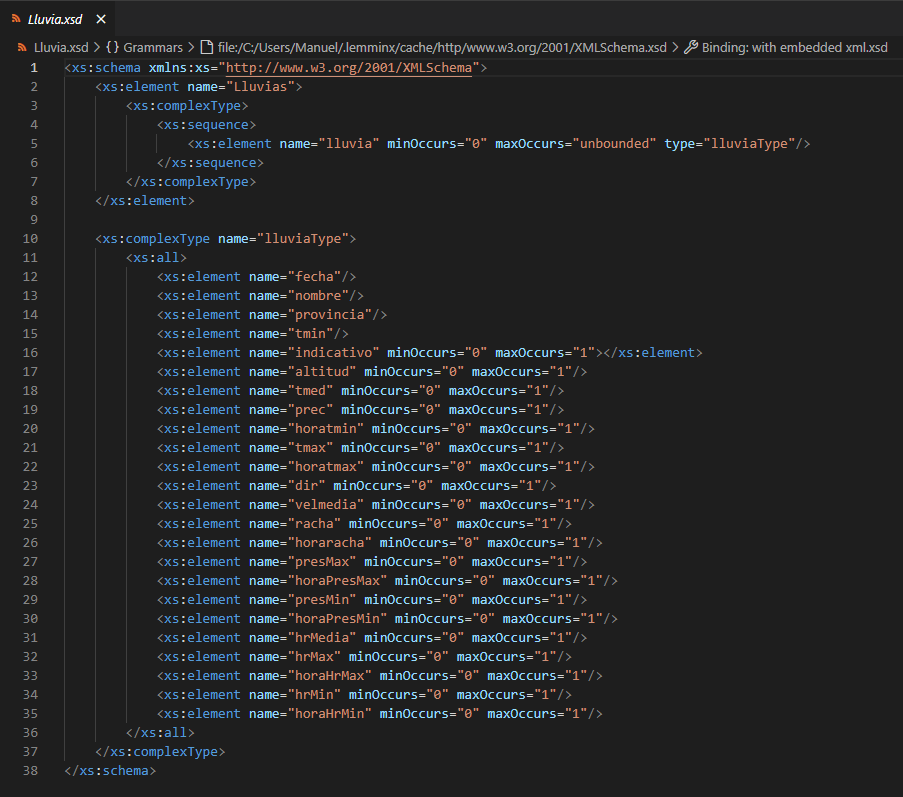 Lluvia.xsd ×
Lluvia.xsd > {} Grammars > file:/C:/Users/Manuel/.lemminx/cache/http/www.w3.org/2001/XMLSchema.xsd > Binding: with embedded xml.xsd
1 <xs:schema xmlns:xs="http://www.w3.org/2001/XMLSchema">
2 <xs:element name="Lluvias">
3 <xs:complexType>
4 <xs:sequence>
5 <xs:element name="lluvia" minOccurs="0" maxOccurs="unbounded" type="lluviaType"/>
6 </xs:sequence>
7 </xs:complexType>
8 </xs:element>
9
10 <xs:complexType name="lluviaType">
11 <xs:all>
12 <xs:element name="fecha"/>
13 <xs:element name="nombre"/>
14 <xs:element name="provincia"/>
15 <xs:element name="tmin"/>
16 <xs:element name="indicativo" minOccurs="0" maxOccurs="1"></xs:element>
17 <xs:element name="altitud" minOccurs="0" maxOccurs="1"/>
18 <xs:element name="tmed" minOccurs="0" maxOccurs="1"/>
19 <xs:element name="prec" minOccurs="0" maxOccurs="1"/>
20 <xs:element name="horatmin" minOccurs="0" maxOccurs="1"/>
21 <xs:element name="tmax" minOccurs="0" maxOccurs="1"/>
22 <xs:element name="horatmax" minOccurs="0" maxOccurs="1"/>
23 <xs:element name="dir" minOccurs="0" maxOccurs="1"/>
24 <xs:element name="velmedia" minOccurs="0" maxOccurs="1"/>
25 <xs:element name="racha" minOccurs="0" maxOccurs="1"/>
26 <xs:element name="horaracha" minOccurs="0" maxOccurs="1"/>
27 <xs:element name="presMax" minOccurs="0" maxOccurs="1"/>
28 <xs:element name="horaPresMax" minOccurs="0" maxOccurs="1"/>
29 <xs:element name="presMin" minOccurs="0" maxOccurs="1"/>
30 <xs:element name="horaPresMin" minOccurs="0" maxOccurs="1"/>
31 <xs:element name="hrMedia" minOccurs="0" maxOccurs="1"/>
32 <xs:element name="hrMax" minOccurs="0" maxOccurs="1"/>
33 <xs:element name="horaHrMax" minOccurs="0" maxOccurs="1"/>
34 <xs:element name="hrMin" minOccurs="0" maxOccurs="1"/>
35 <xs:element name="horaHrMin" minOccurs="0" maxOccurs="1"/>
36 </xs:all>
37 </xs:complexType>
38 </xs:schema>